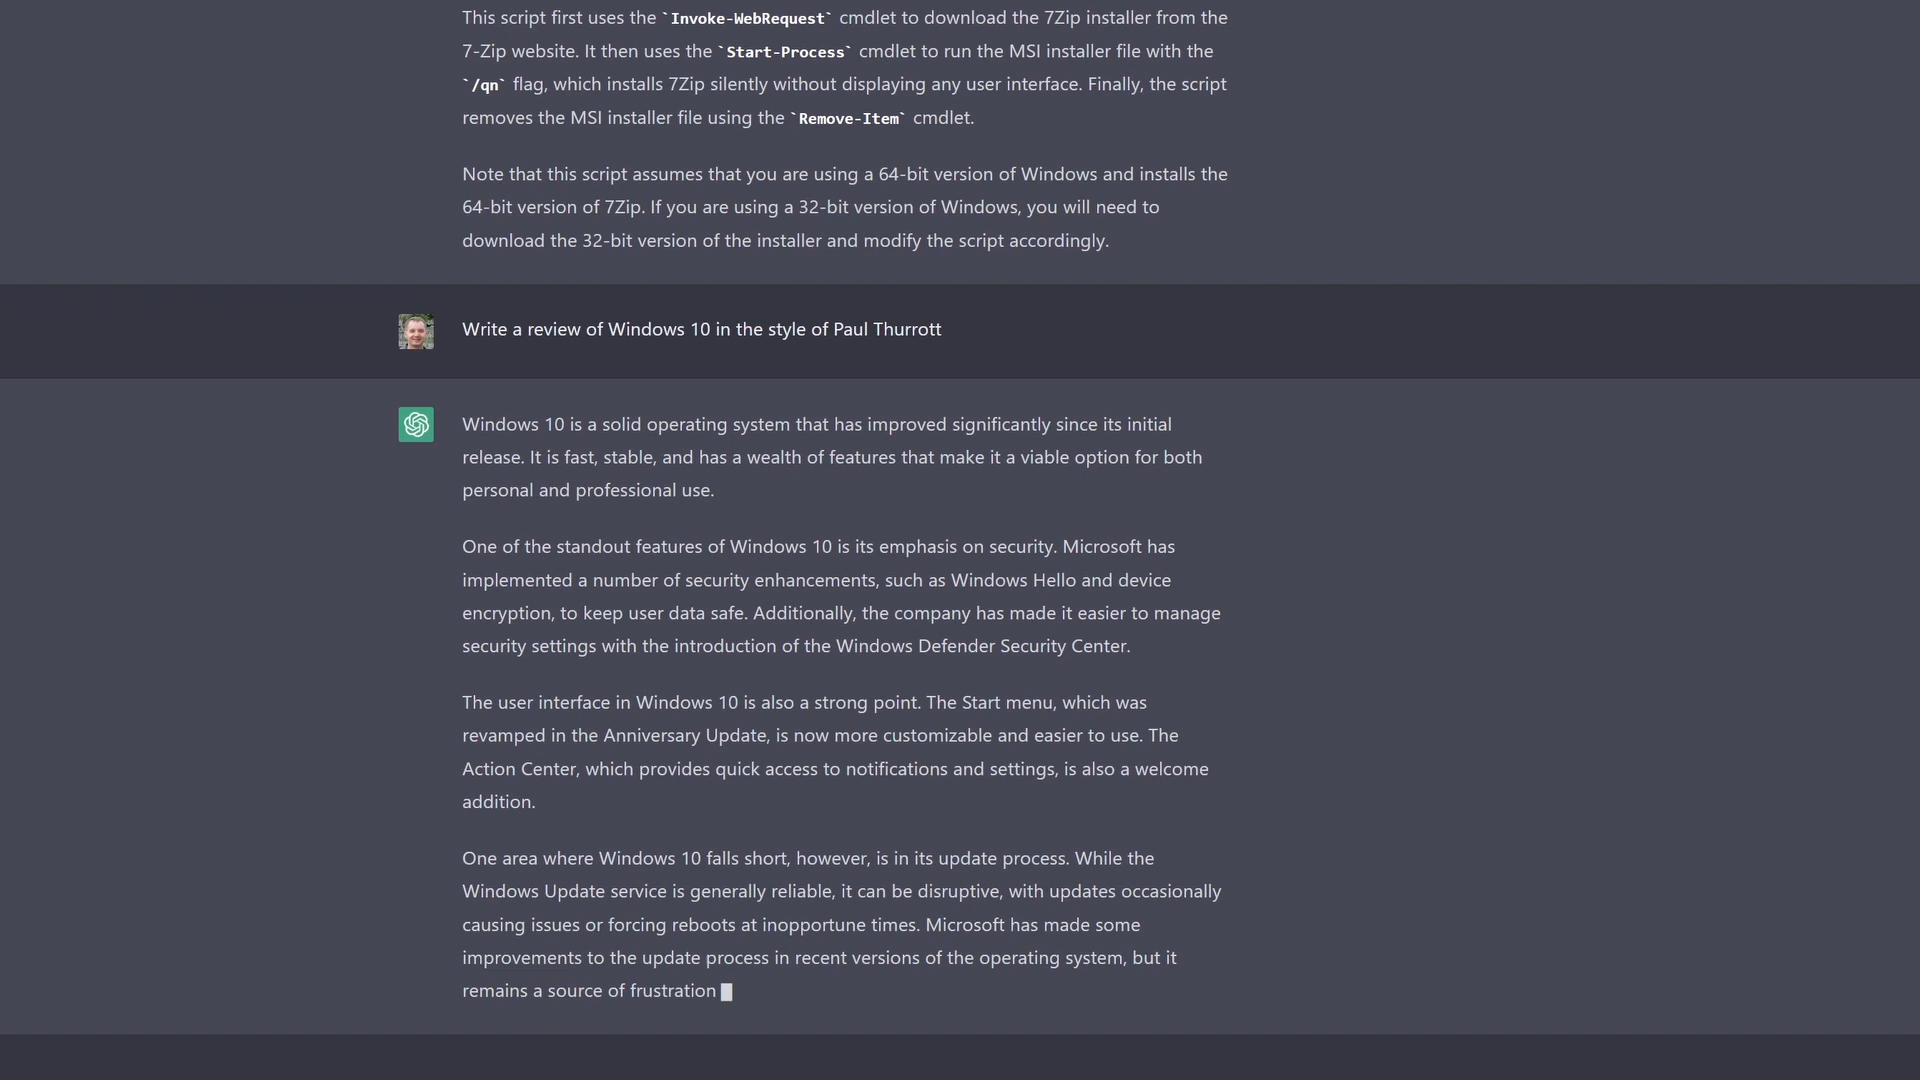 This script first uses the `Invoke-WebRequest` cmdlet to download the 7Zip installer from the
7-Zip website. It then uses the `Start-Process` cmdlet to run the MSI installer file with the
`/qn` flag, which installs 7Zip silently without displaying any user interface. Finally, the script
removes the MSI installer file using the `Remove-Item` cmdlet.
Note that this script assumes that you are using a 64-bit version of Windows and installs the
64-bit version of 7Zip. If you are using a 32-bit version of Windows, you will need to
download the 32-bit version of the installer and modify the script accordingly.
Write a review of Windows 10 in the style of Paul Thurrott
Windows 10 is a solid operating system that has improved significantly since its initial
release. It is fast, stable, and has a wealth of features that make it a viable option for both
personal and professional use.
One of the standout features of Windows 10 is its emphasis on security. Microsoft has
implemented a number of security enhancements, such as Windows Hello and device
encryption, to keep user data safe. Additionally, the company has made it easier to manage
security settings with the introduction of the Windows Defender Security Center.
The user interface in Windows 10 is also a strong point. The Start menu, which was
revamped in the Anniversary Update, is now more customizable and easier to use. The
Action Center, which provides quick access to notifications and settings, is also a welcome
addition.
One area where Windows 10 falls short, however, is in its update process. While the
Windows Update service is generally reliable, it can be disruptive, with updates occasionally
causing issues or forcing reboots at inopportune times. Microsoft has made some
improvements to the update process in recent versions of the operating system, but it
remains a source of frustration